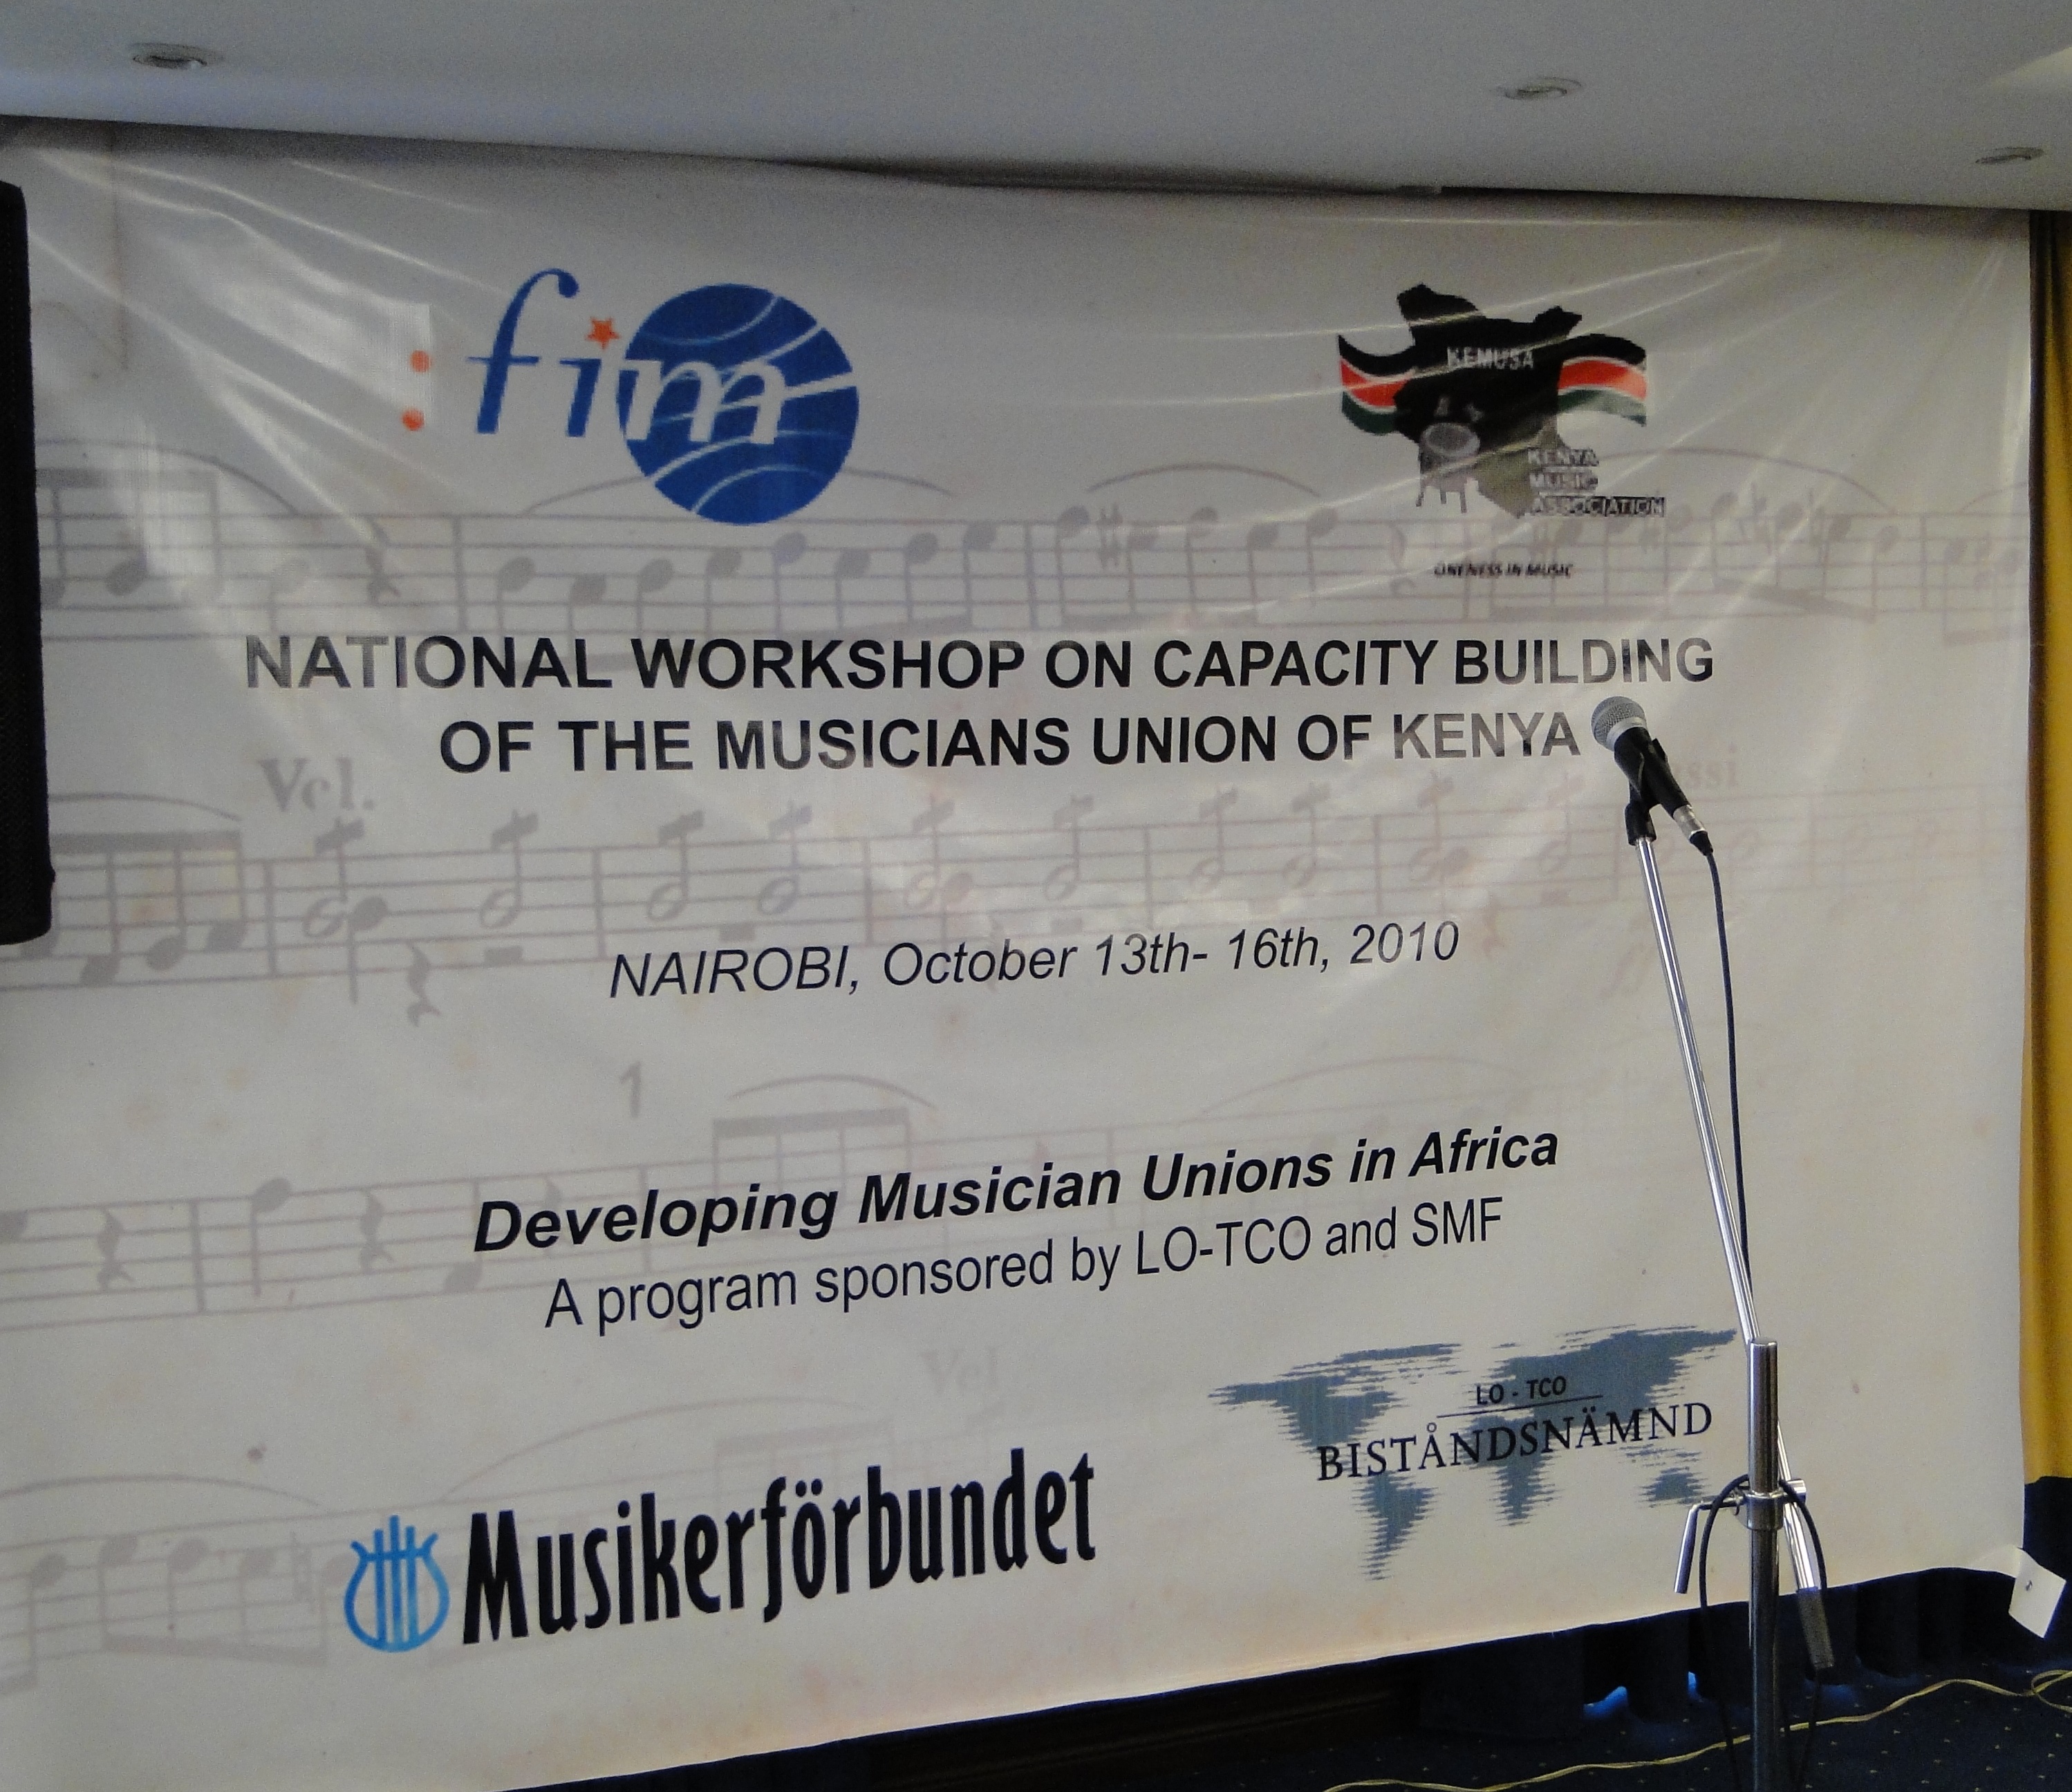 :fim
KEMUSA
KENYA
MUSIC
ASSOCIATION
ONENESS IN MUSIC
NATIONAL WORKSHOP ON CAPACITY BUILDING
OF THE MUSICIANS UNION OF KENYA
Vcl.
NAIROBI, October 13th- 16th, 2010
1
Developing Musician Unions in Africa
A program sponsored by LO-TCO and SMF
Vcl
LO - TCO
BISTÅNDSNÄMND
Musikerförbundet